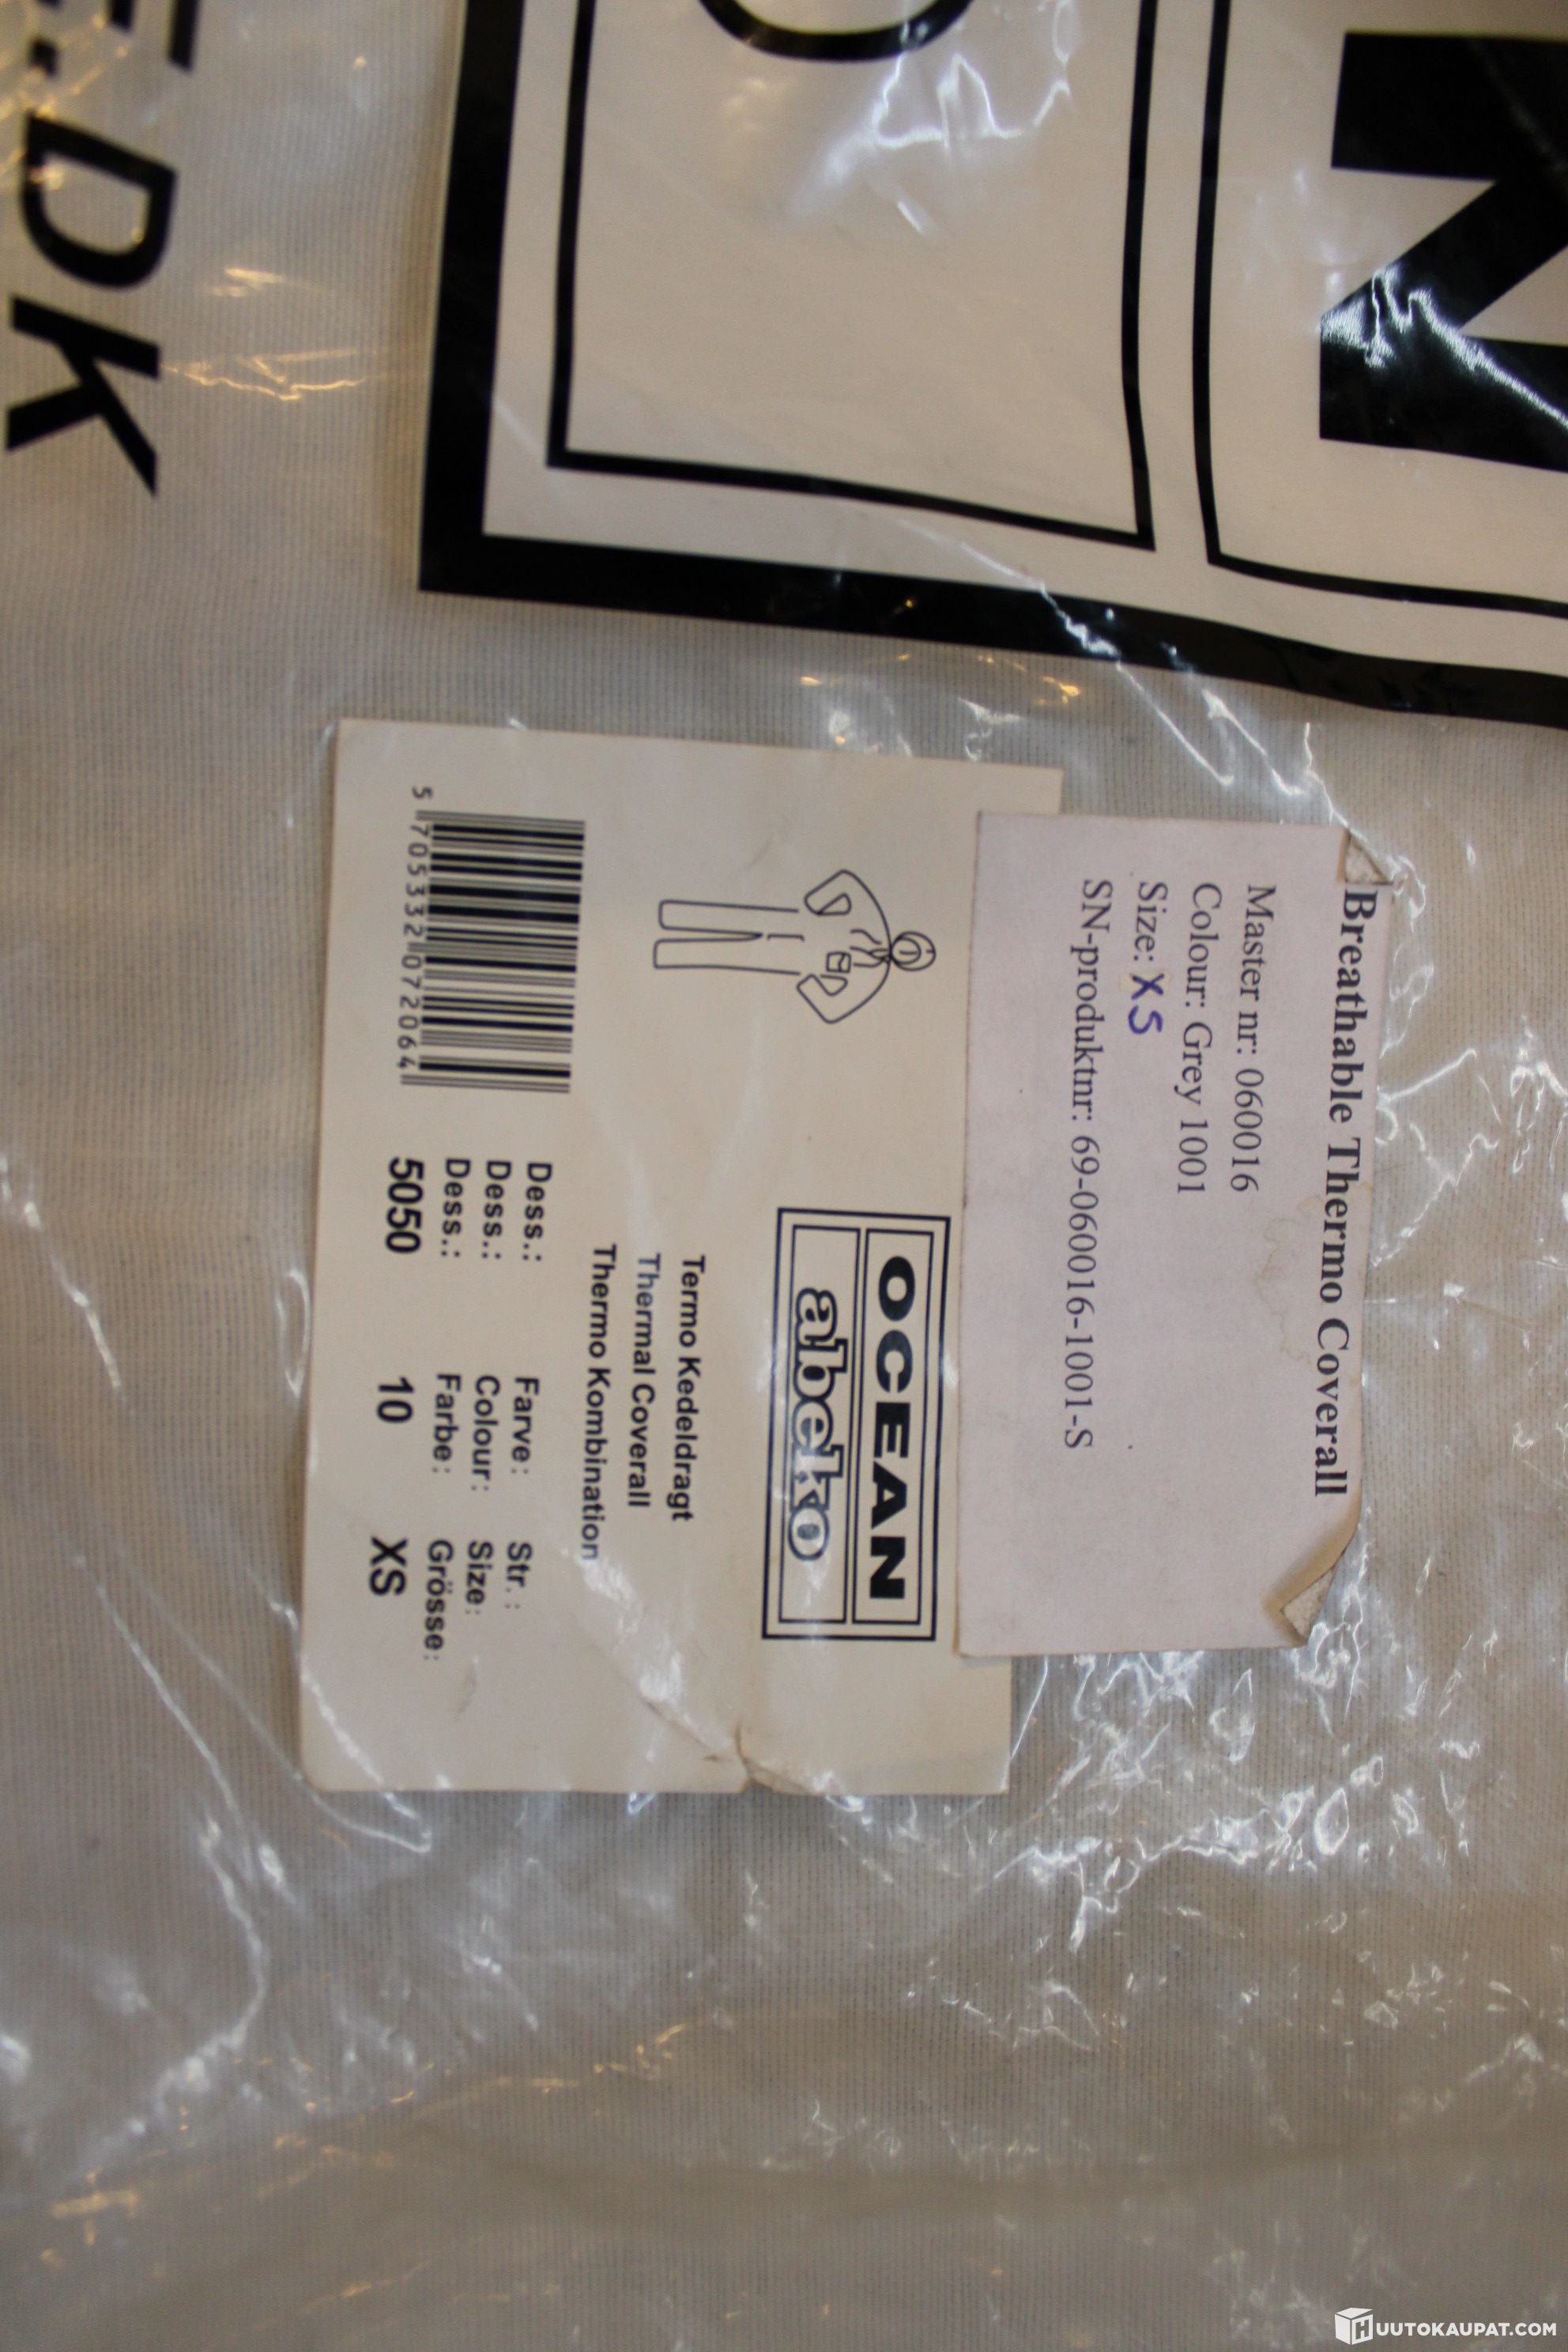 N
.DK
Breathable Thermo Coverall
Master nr: 060016
Colour: Grey 1001
Size: XS
SN-produktnr: 69-060016-1001-S
OCEAN
abeko
Termo Kedeldragt
Thermal Coverall
Thermo Kombination
Dess.: Farve: Str.:
Dess.: Colour: Size:
Dess.: Farbe: Grösse:
5050 10 XS
5 705332 072064
HUUTOKAUPAT.COM